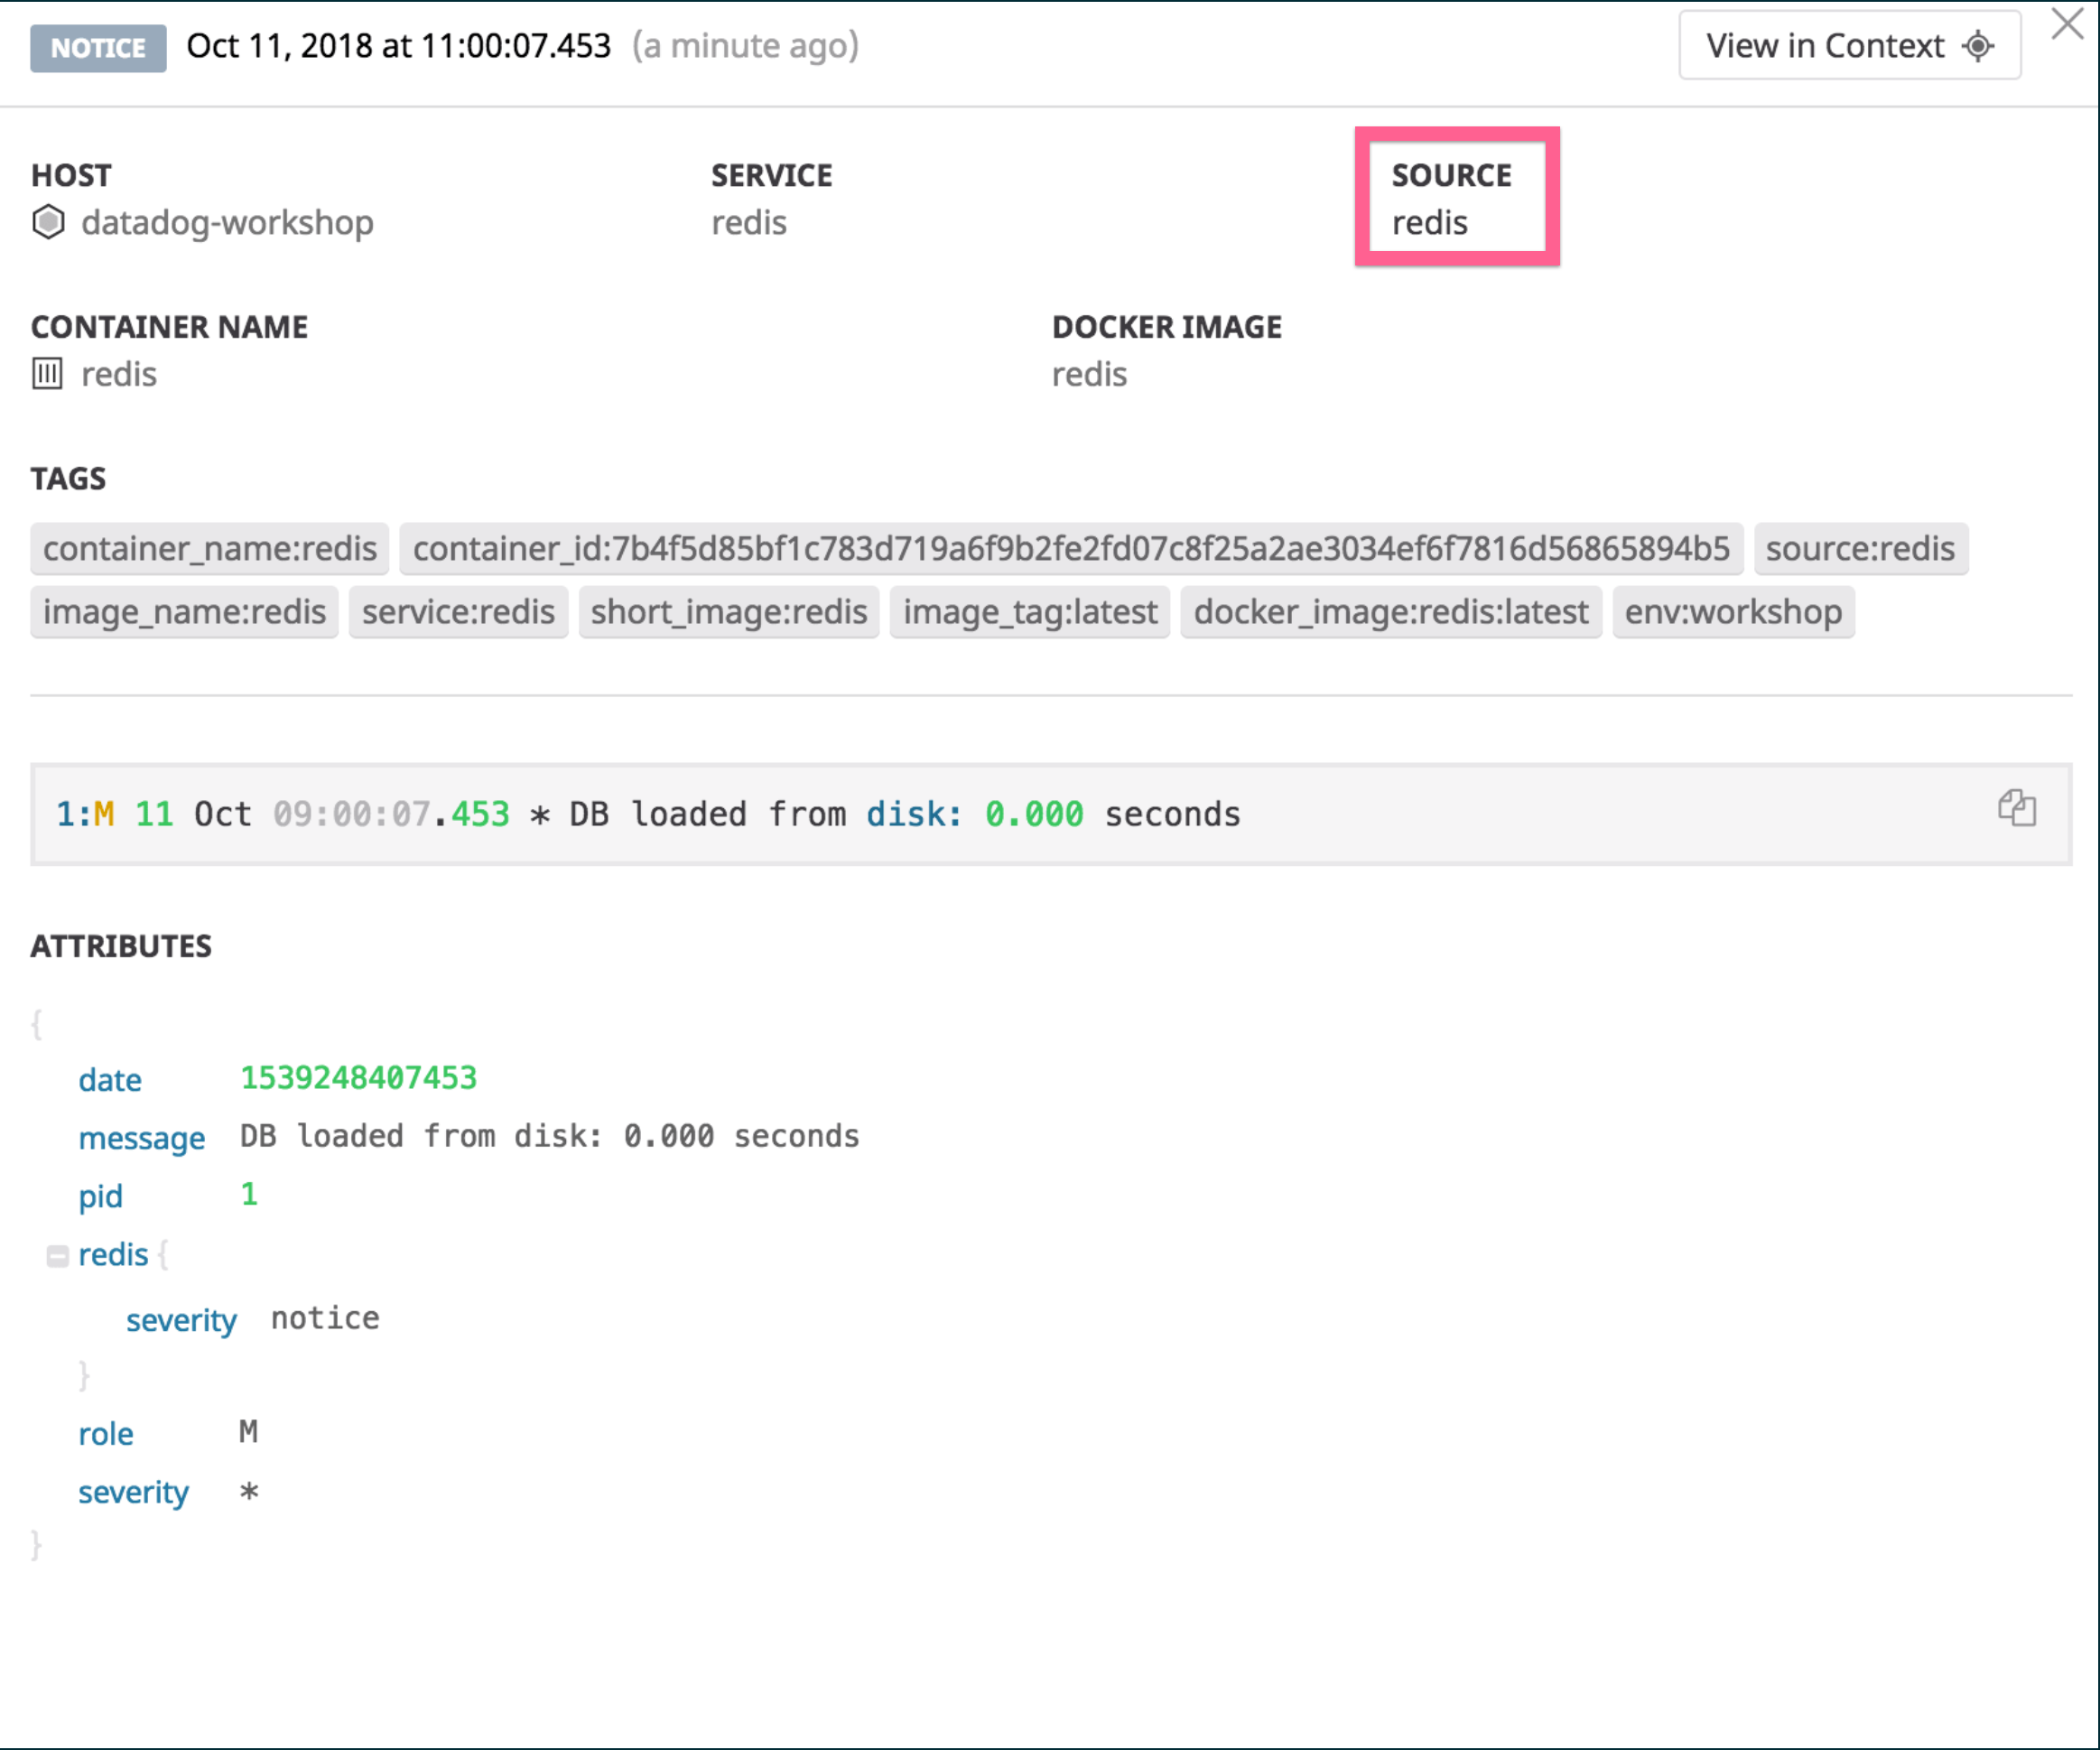 NOTICE Oct 11, 2018 at 11:00:07.453 (a minute ago) View in Context
HOST SERVICE SOURCE
datadog-workshop redis redis
CONTAINER NAME DOCKER IMAGE
redis redis
TAGS
container_name:redis container_id:7b4f5d85bf1c783d719a6f9b2fe2fd07c8f25a2ae3034ef6f7816d56865894b5 source:redis
image_name:redis service:redis short_image:redis image_tag:latest docker_image:redis:latest env:workshop
1:M 11 Oct 09:00:07.453 * DB loaded from disk: 0.000 seconds
ATTRIBUTES
{
date 1539248407453
message DB loaded from disk: 0.000 seconds
pid 1
redis {
severity notice
}
role M
severity *
}